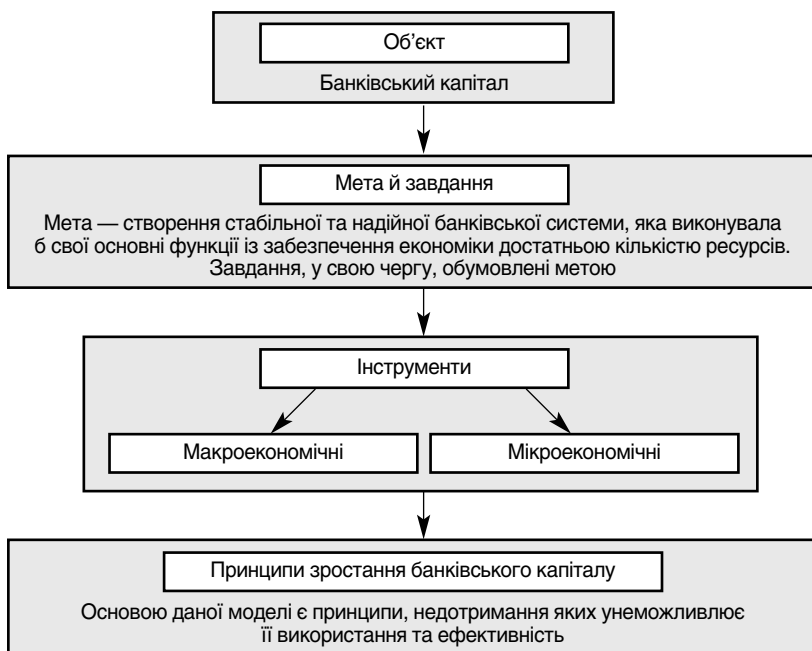 Об’єкт
Банківський капітал
Мета й завдання
Мета — створення стабільної та надійної банківської системи, яка виконувала
б свої основні функції із забезпечення економіки достатньою кількістю ресурсів.
Завдання, у свою чергу, обумовлені метою
Інструменти
Макроекономічні
Мікроекономічні
Принципи зростання банківського капіталу
Основою даної моделі є принципи, недотримання яких унеможливлює
її використання та ефективність